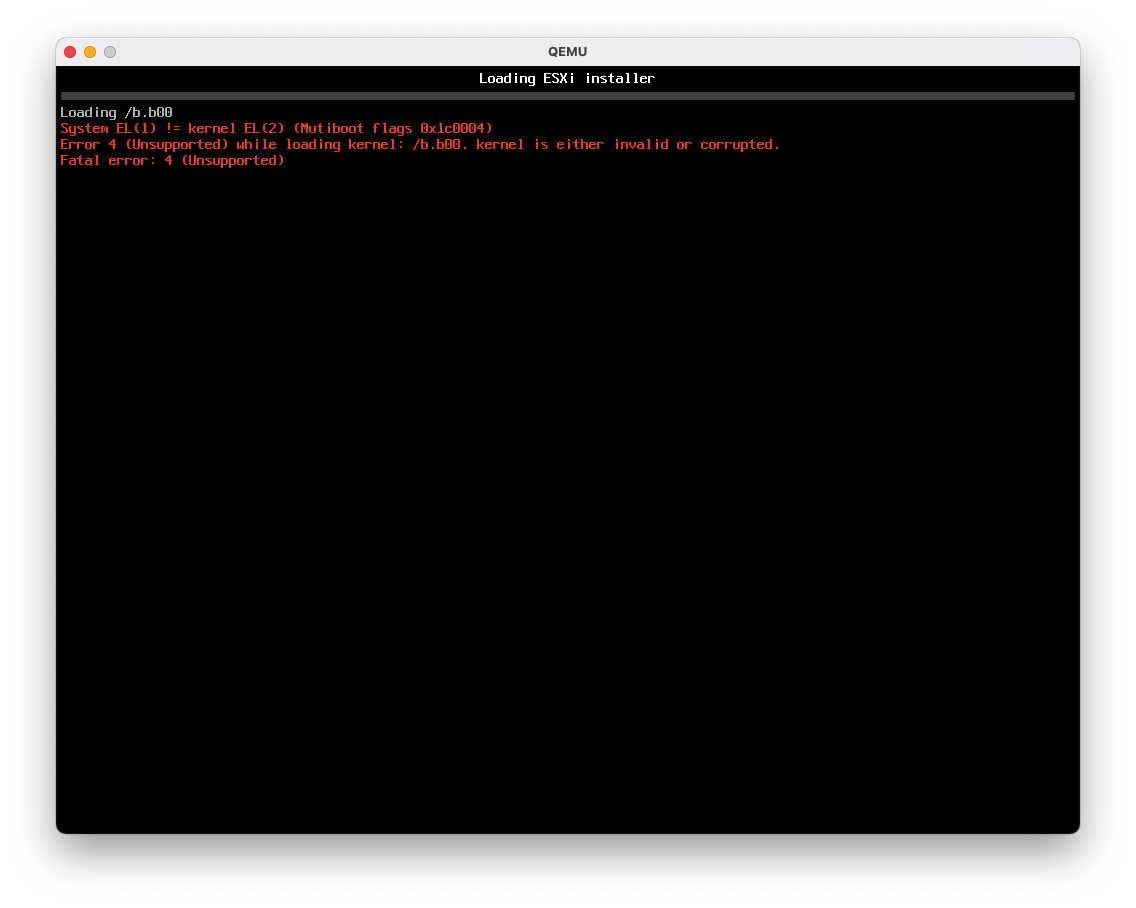 QEMU
Loading ESXi installer
Loading /b.b00
System EL(1) != kernel EL(2) (Mutiboot flags 0x1c0004)
Error 4 (Unsupported) while loading kernel: /b.b00. kernel is either invalid or corrupted.
Fatal error: 4 (Unsupported)